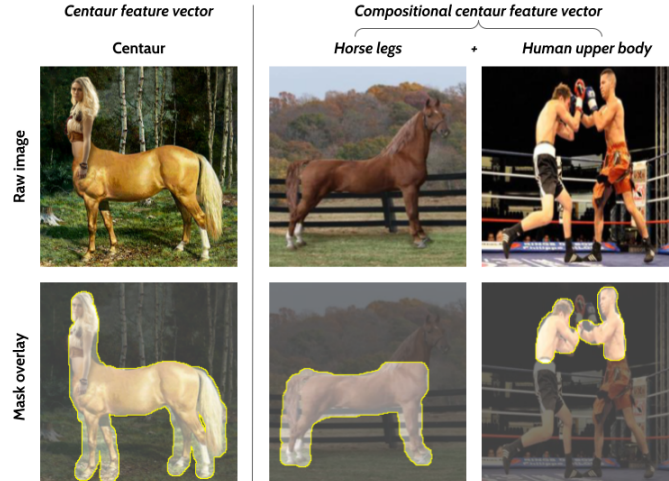 Centaur feature vector
Compositional centaur feature vector
Centaur
Horse legs
+
Human upper body
Raw image
Mask overlay